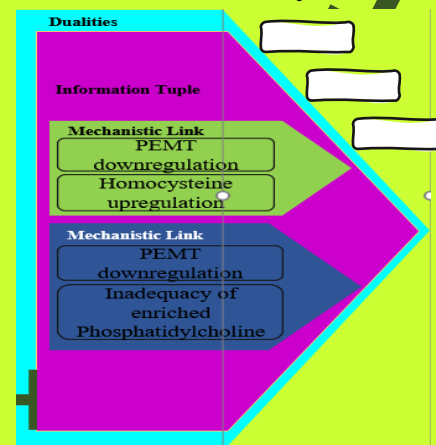 Dualities
Information Tuple
Mechanistic Link
PEMT
downregulation
Homocysteine
upregulation
Mechanistic Link
PEMT
downregulation
Inadequacy of
enriched
Phosphatidylcholine